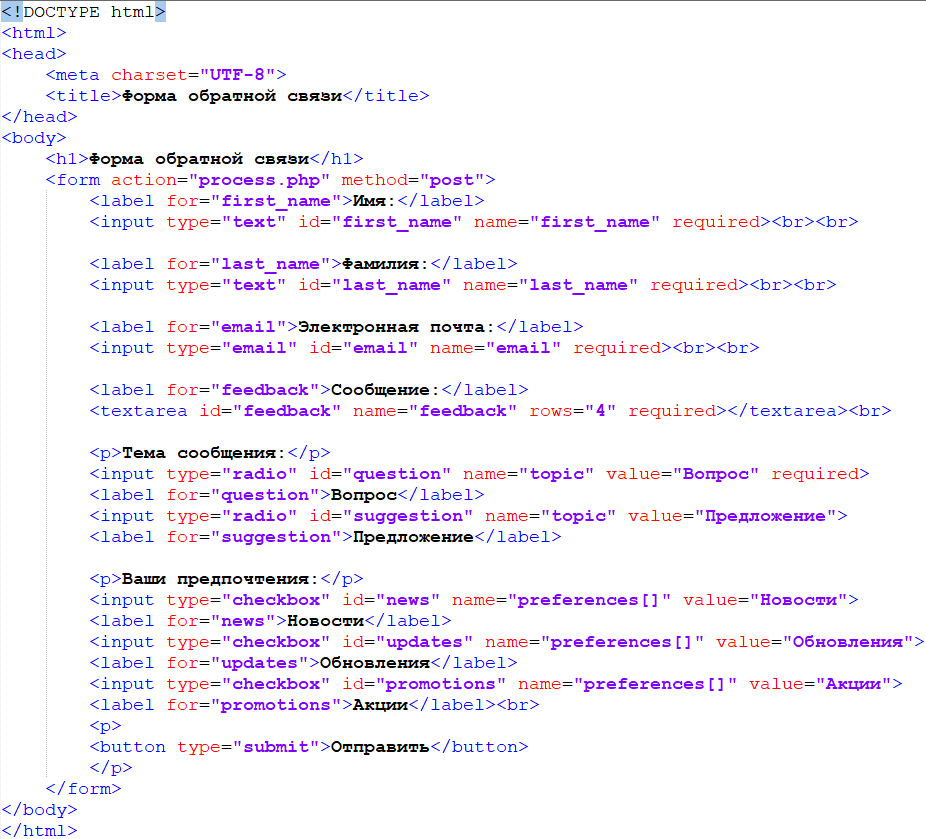 <!DOCTYPE html>
<html>
<head>
    <meta charset="UTF-8">
    <title>Форма обратной связи</title>
</head>
<body>
    <h1>Форма обратной связи</h1>
    <form action="process.php" method="post">
        <label for="first_name">Имя:</label>
        <input type="text" id="first_name" name="first_name" required><br><br>

        <label for="last_name">Фамилия:</label>
        <input type="text" id="last_name" name="last_name" required><br><br>

        <label for="email">Электронная почта:</label>
        <input type="email" id="email" name="email" required><br><br>

        <label for="feedback">Сообщение:</label>
        <textarea id="feedback" name="feedback" rows="4" required></textarea><br>

        <p>Тема сообщения:</p>
        <input type="radio" id="question" name="topic" value="Вопрос" required>
        <label for="question">Вопрос</label>
        <input type="radio" id="suggestion" name="topic" value="Предложение">
        <label for="suggestion">Предложение</label>

        <p>Ваши предпочтения:</p>
        <input type="checkbox" id="news" name="preferences[]" value="Новости">
        <label for="news">Новости</label>
        <input type="checkbox" id="updates" name="preferences[]" value="Обновления">
        <label for="updates">Обновления</label>
        <input type="checkbox" id="promotions" name="preferences[]" value="Акции">
        <label for="promotions">Акции</label><br>
        <p>
        <button type="submit">Отправить</button>
        </p>
    </form>
</body>
</html>